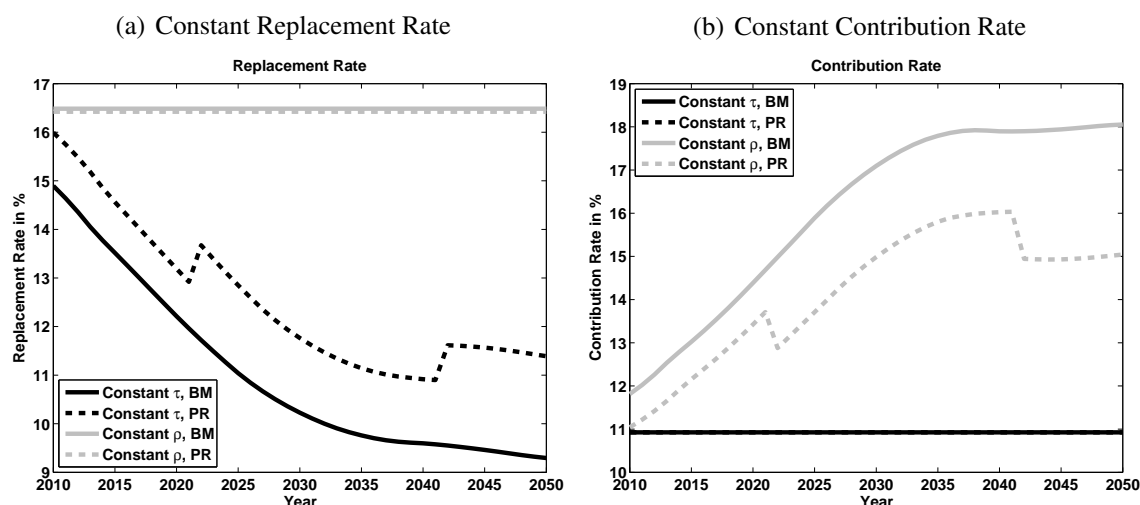 (a) Constant Replacement Rate
Replacement Rate
17
16
15
14
13
12
11
10
9
Replacement Rate in %
Constant τ, BM
Constant τ, PR
Constant ρ, BM
Constant ρ, PR
2010 2015 2020 2025 2030 2035 2040 2045 2050
Year
(b) Constant Contribution Rate
Contribution Rate
19
18
17
16
15
14
13
12
11
10
Contribution Rate in %
Constant τ, BM
Constant τ, PR
Constant ρ, BM
Constant ρ, PR
2010 2015 2020 2025 2030 2035 2040 2045 2050
Year